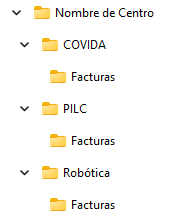 Nombre de Centro
COVIDA
Facturas
PILC
Facturas
Robótica
Facturas